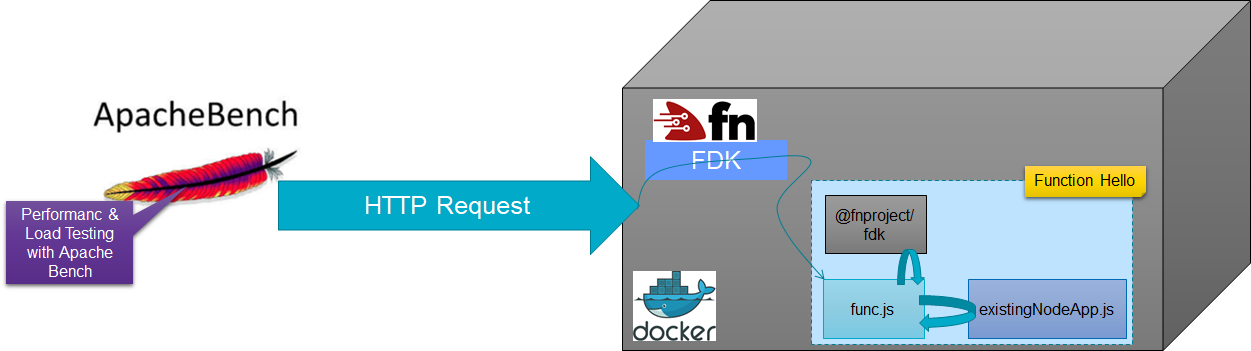 ApacheBench
Performanc &
Load Testing
with Apache
Bench
HTTP Request
fn
FDK
Function Hello
@fnproject/
fdk
func.js
existingNodeApp.js
docker